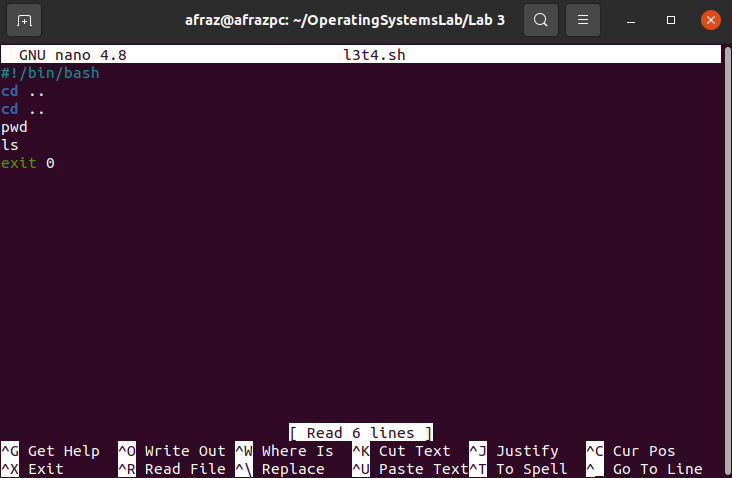 afraz@afrazpc: ~/OperatingSystemsLab/Lab 3
GNU nano 4.8 l3t4.sh
#!/bin/bash
cd ..
cd ..
pwd
ls
exit 0
[ Read 6 lines ]
^G Get Help ^O Write Out ^W Where Is ^K Cut Text ^J Justify ^C Cur Pos
^X Exit ^R Read File ^\ Replace ^U Paste Text^T To Spell ^_ Go To Line